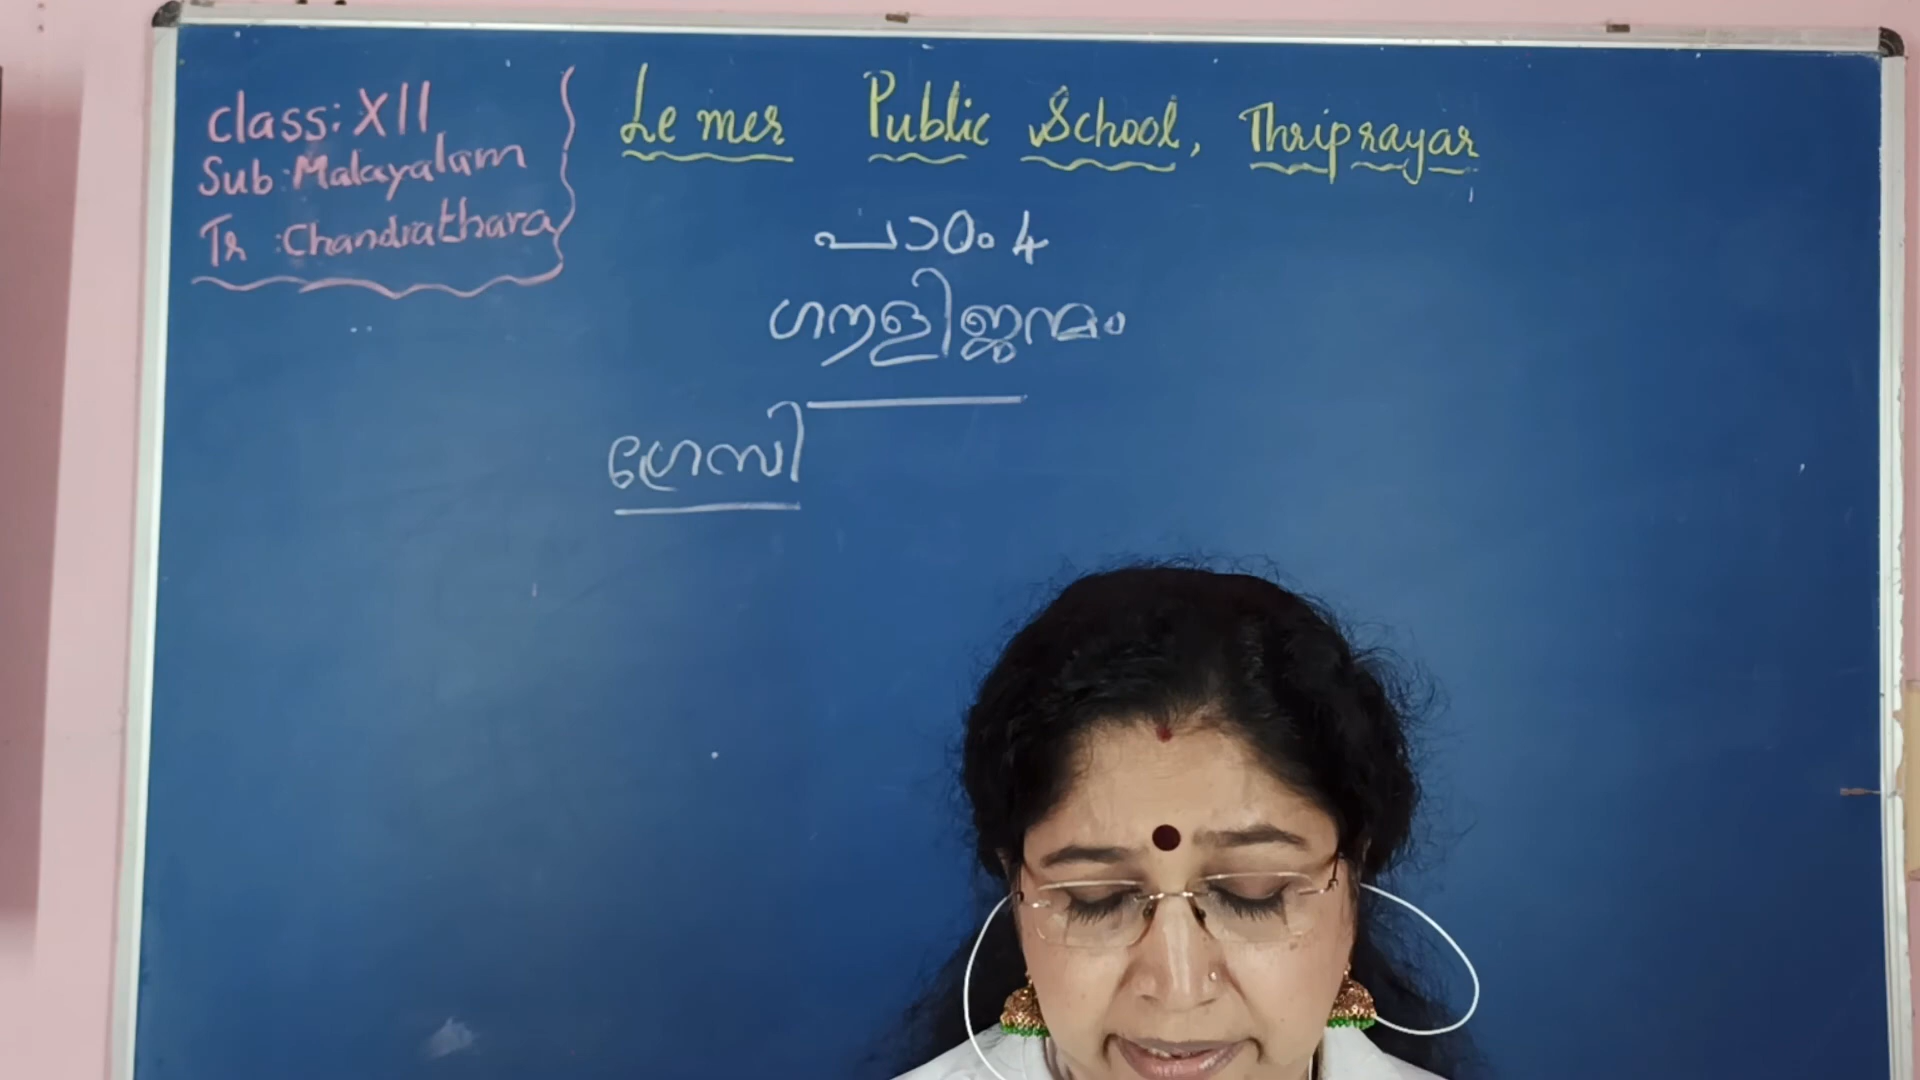 class: XII
Sub: Malayalam
Tr : Chandrathara
Le mer Public School, Thriprayar
പാഠം 4
ഗൗളിജന്മം
ഗ്രേസി